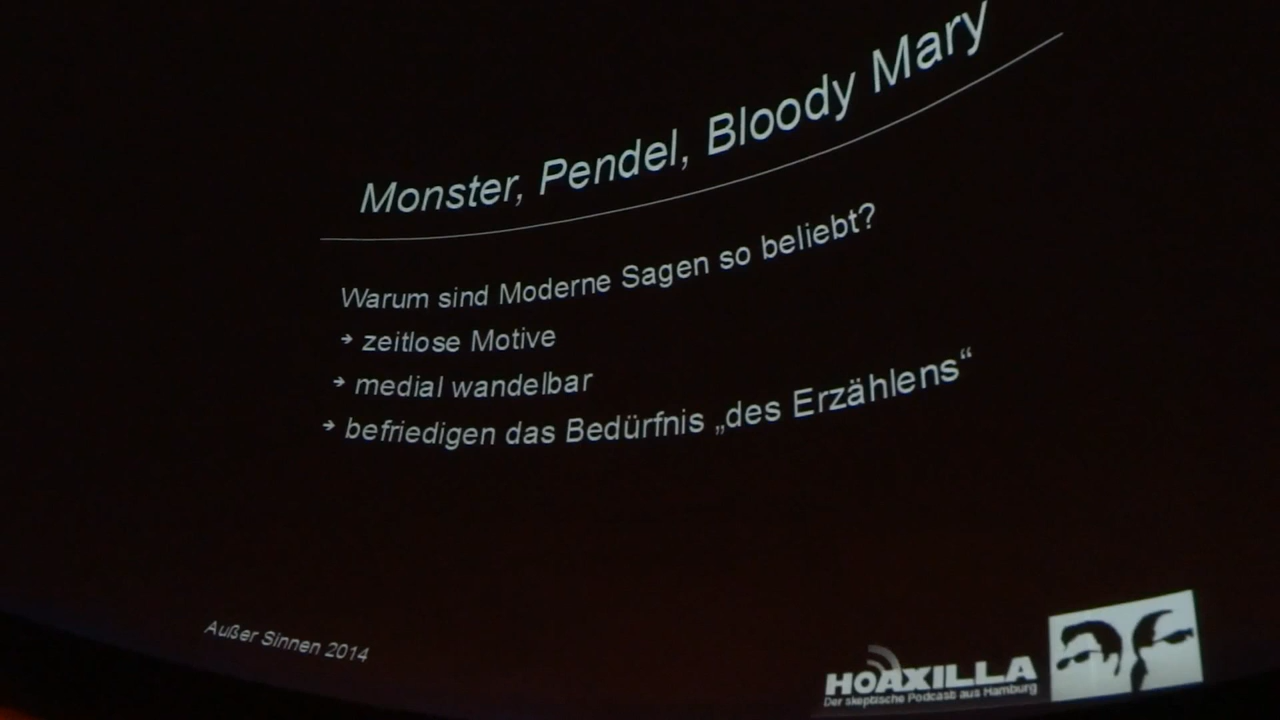 Monster, Pendel, Bloody Mary
Warum sind Moderne Sagen so beliebt?
➔ zeitlose Motive
➔ medial wandelbar
➔ befriedigen das Bedürfnis „des Erzählens“
Außer Sinnen 2014
HOAXILLA
Der skeptische Podcast aus Hamburg